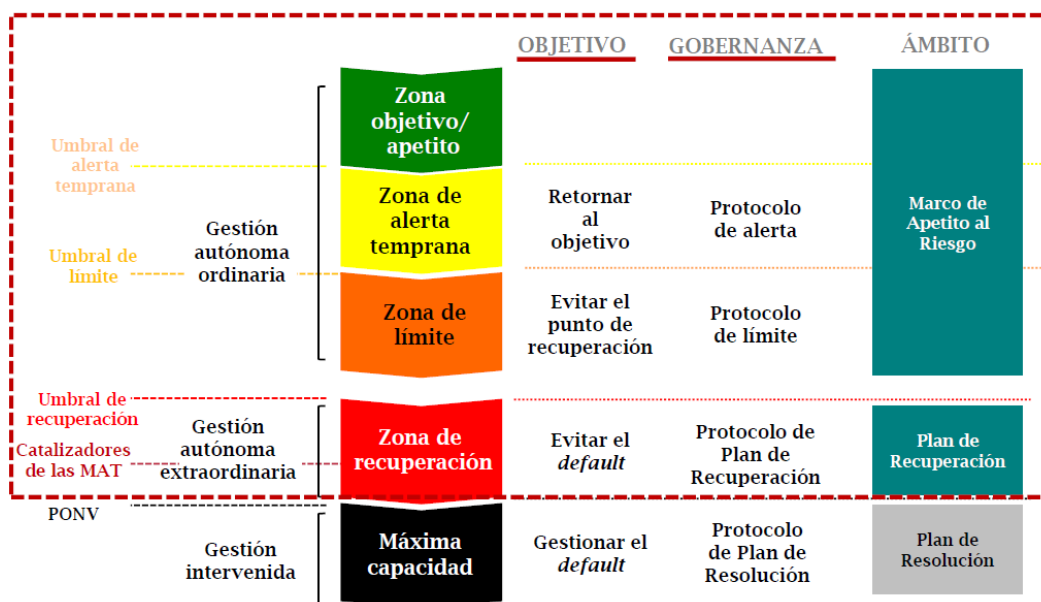 OBJETIVO
GOBERNANZA
ÁMBITO
Zona
objetivo/
apetito
Umbral de
alerta
temprana
Zona de
alerta
temprana
Retornar
al
objetivo
Protocolo
de alerta
Marco de
Apetito al
Riesgo
Gestión
autónoma
ordinaria
Umbral de
límite
Zona de
límite
Evitar el
punto de
recuperación
Protocolo
de límite
Umbral de
recuperación
Catalizadores
de las MAT
Gestión
autónoma
extraordinaria
Zona de
recuperación
Evitar el
default
Protocolo de
Plan de
Recuperación
Plan de
Recuperación
PONV
Gestión
intervenida
Máxima
capacidad
Gestionar el
default
Protocolo
de Plan de
Resolución
Plan de
Resolución